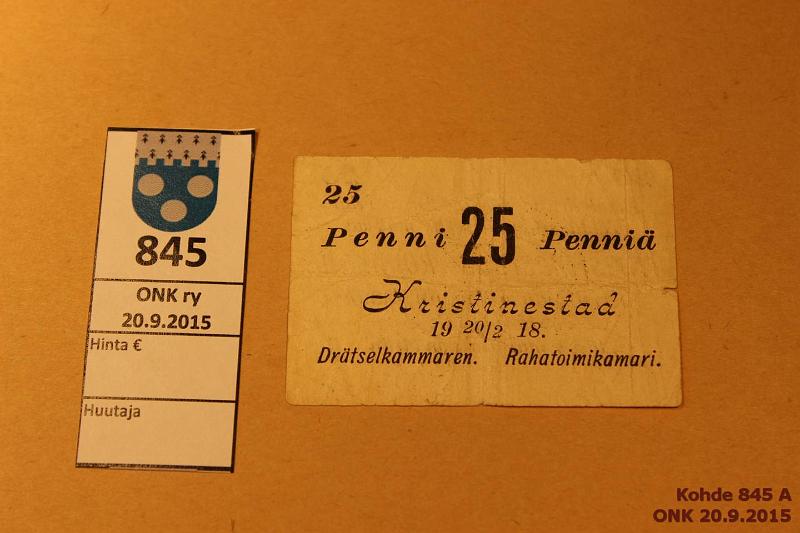 845
ONK ry
20.9.2015
Hinta €
Huutaja
25
Penni 25 Penniä
Kristinestad
19 20/2 18.
Drätselkammaren. Rahatoimikamari.
Kohde 845 A
ONK 20.9.2015